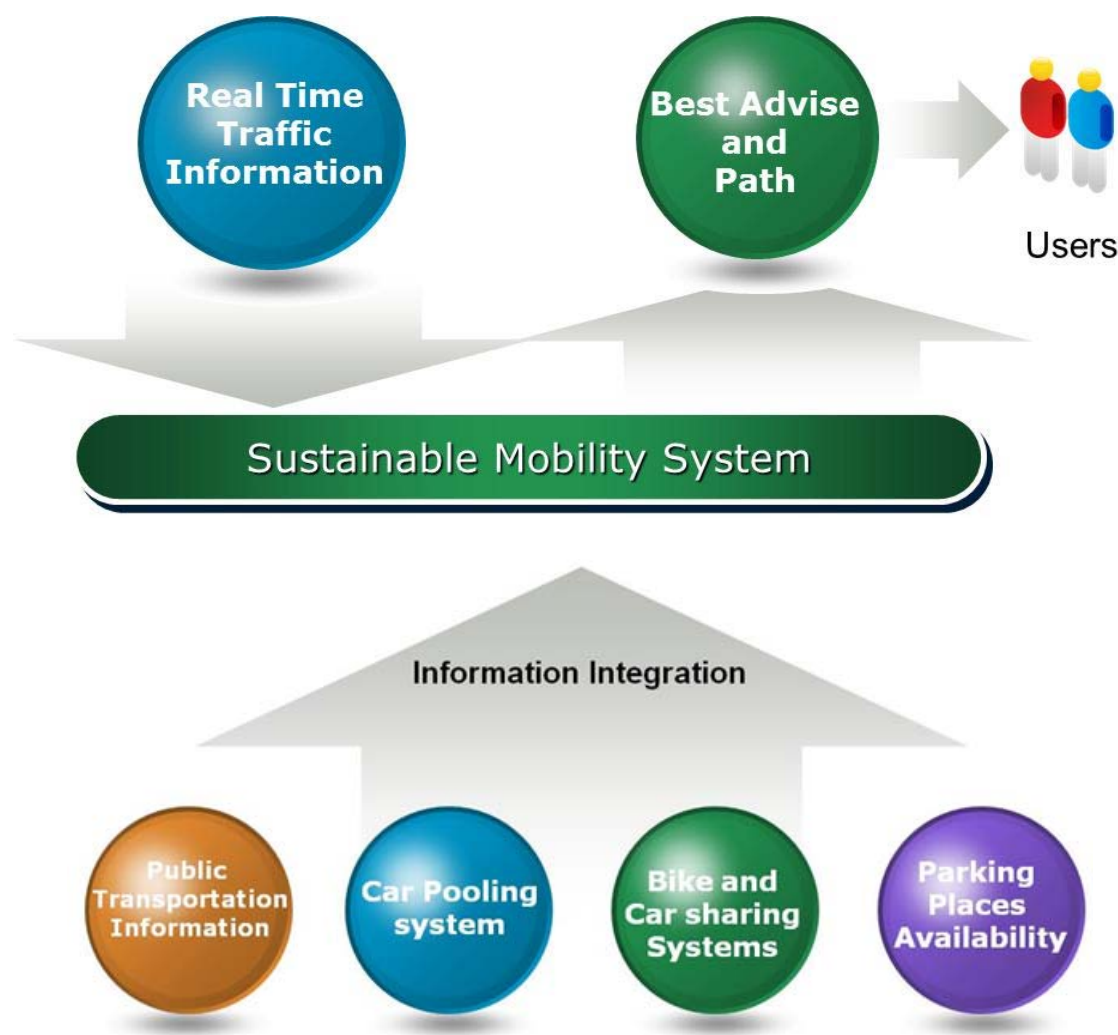 Real Time
Traffic
Information
Best Advise
and
Path
Users
Sustainable Mobility System
Information Integration
Public
Transportation
Information
Car Pooling
system
Bike and
Car sharing
Systems
Parking
Places
Availability